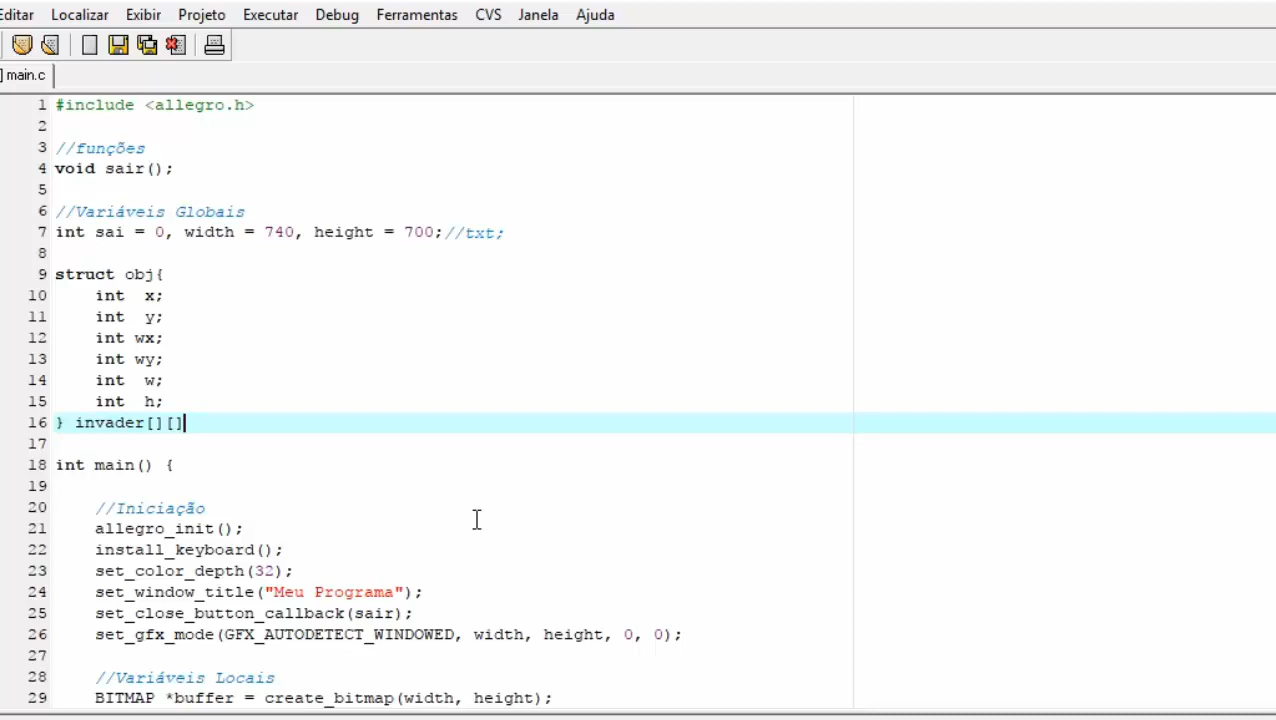 Editar Localizar Exibir Projeto Executar Debug Ferramentas CVS Janela Ajuda
] main.c
1 #include <allegro.h>
2
3 //funções
4 void sair();
5
6 //Variáveis Globais
7 int sai = 0, width = 740, height = 700;//txt;
8
9 struct obj{
10 int x;
11 int y;
12 int wx;
13 int wy;
14 int w;
15 int h;
16 } invader[][]
17
18 int main() {
19
20 //Iniciação
21 allegro_init();
22 install_keyboard();
23 set_color_depth(32);
24 set_window_title("Meu Programa");
25 set_close_button_callback(sair);
26 set_gfx_mode(GFX_AUTODETECT_WINDOWED, width, height, 0, 0);
27
28 //Variáveis Locais
29 BITMAP *buffer = create_bitmap(width, height);